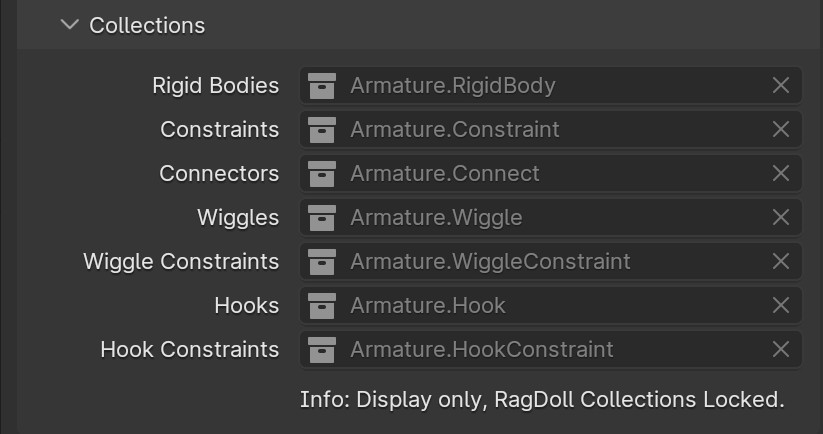 Collections
Rigid Bodies Armature.RigidBody
Constraints Armature.Constraint
Connectors Armature.Connect
Wiggles Armature.Wiggle
Wiggle Constraints Armature.WiggleConstraint
Hooks Armature.Hook
Hook Constraints Armature.HookConstraint
Info: Display only, RagDoll Collections Locked.